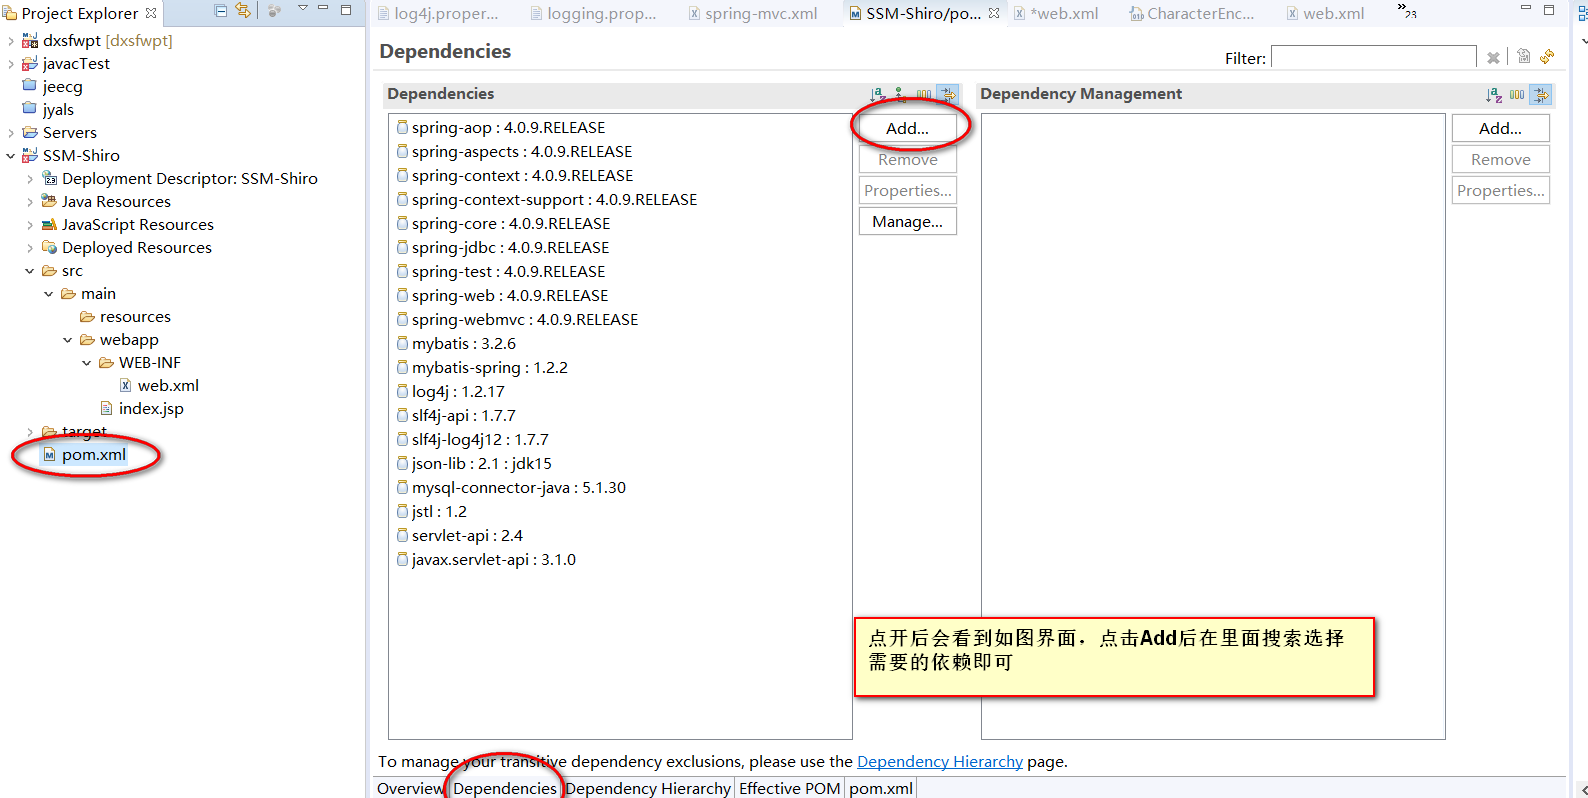 Project Explorer
log4j.proper...
logging.prop...
spring-mvc.xml
SSM-Shiro/po...
*web.xml
CharacterEnc...
web.xml
»23
dxsfwpt [dxsfwpt]
javacTest
jeecg
jyals
Servers
SSM-Shiro
Deployment Descriptor: SSM-Shiro
Java Resources
JavaScript Resources
Deployed Resources
src
main
resources
webapp
WEB-INF
web.xml
index.jsp
target
pom.xml
Dependencies
Filter:
Dependencies
spring-aop : 4.0.9.RELEASE
spring-aspects : 4.0.9.RELEASE
spring-context : 4.0.9.RELEASE
spring-context-support : 4.0.9.RELEASE
spring-core : 4.0.9.RELEASE
spring-jdbc : 4.0.9.RELEASE
spring-test : 4.0.9.RELEASE
spring-web : 4.0.9.RELEASE
spring-webmvc : 4.0.9.RELEASE
mybatis : 3.2.6
mybatis-spring : 1.2.2
log4j : 1.2.17
slf4j-api : 1.7.7
slf4j-log4j12 : 1.7.7
json-lib : 2.1 : jdk15
mysql-connector-java : 5.1.30
jstl : 1.2
servlet-api : 2.4
javax.servlet-api : 3.1.0
Add...
Remove
Properties...
Manage...
Dependency Management
Add...
Remove
Properties...
点开后会看到如图界面，点击Add后在里面搜索选择
需要的依赖即可
To manage your transitive dependency exclusions, please use the Dependency Hierarchy page.
Overview
Dependencies
Dependency Hierarchy
Effective POM
pom.xml